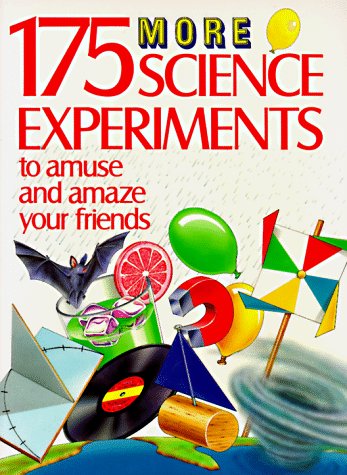 175 MORE
SCIENCE
EXPERIMENTS
to amuse
and amaze
your friends